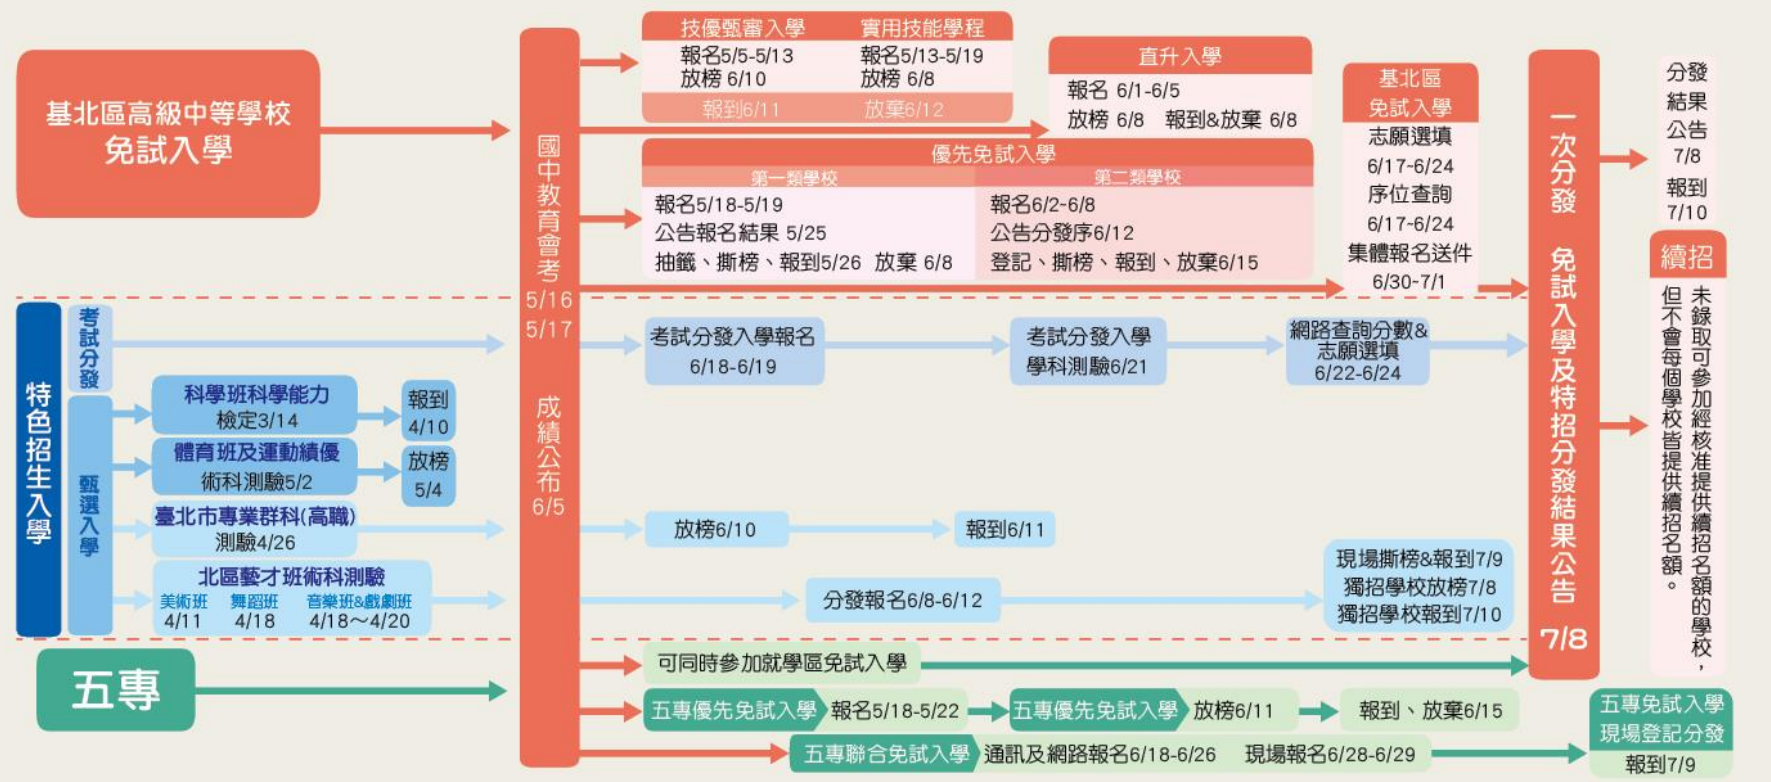 基北區高級中等學校
免試入學
國中教育會考
5/16
5/17
成績公布
6/5
技優甄審入學
報名5/5-5/13
放榜 6/10
報到6/11
實用技能學程
報名5/13-5/19
放榜 6/8
放棄6/12
直升入學
報名 6/1-6/5
放榜 6/8 報到&放棄 6/8
優先免試入學
第一類學校
報名5/18-5/19
公告報名結果 5/25
抽籤、撕榜、報到5/26 放棄 6/8
第二類學校
報名6/2-6/8
公告分發序6/12
登記、撕榜、報到、放棄6/15
基北區
免試入學
志願選填
6/17-6/24
序位查詢
6/17-6/24
集體報名送件
6/30-7/1
一次分發 免試入學及特招分發結果公告
7/8
分發
結果
公告
7/8
報到
7/10
續招
未錄取可參加經核准提供續招名額的學校，
但不會每個學校皆提供續招名額。
特色招生入學
考試分發
考試分發入學報名
6/18-6/19
考試分發入學
學科測驗6/21
網路查詢分數&
志願選填
6/22-6/24
甄選入學
科學班科學能力
檢定3/14
報到
4/10
體育班及運動績優
術科測驗5/2
放榜
5/4
臺北市專業群科(高職)
測驗4/26
放榜6/10
報到6/11
北區藝才班術科測驗
美術班 舞蹈班 音樂班&戲劇班
4/11 4/18 4/18～4/20
分發報名6/8-6/12
現場撕榜&報到7/9
獨招學校放榜7/8
獨招學校報到7/10
五專
可同時參加就學區免試入學
五專優先免試入學 報名5/18-5/22
五專優先免試入學 放榜6/11
報到、放棄6/15
五專聯合免試入學 通訊及網路報名6/18-6/26 現場報名6/28-6/29
五專免試入學
現場登記分發
報到7/9